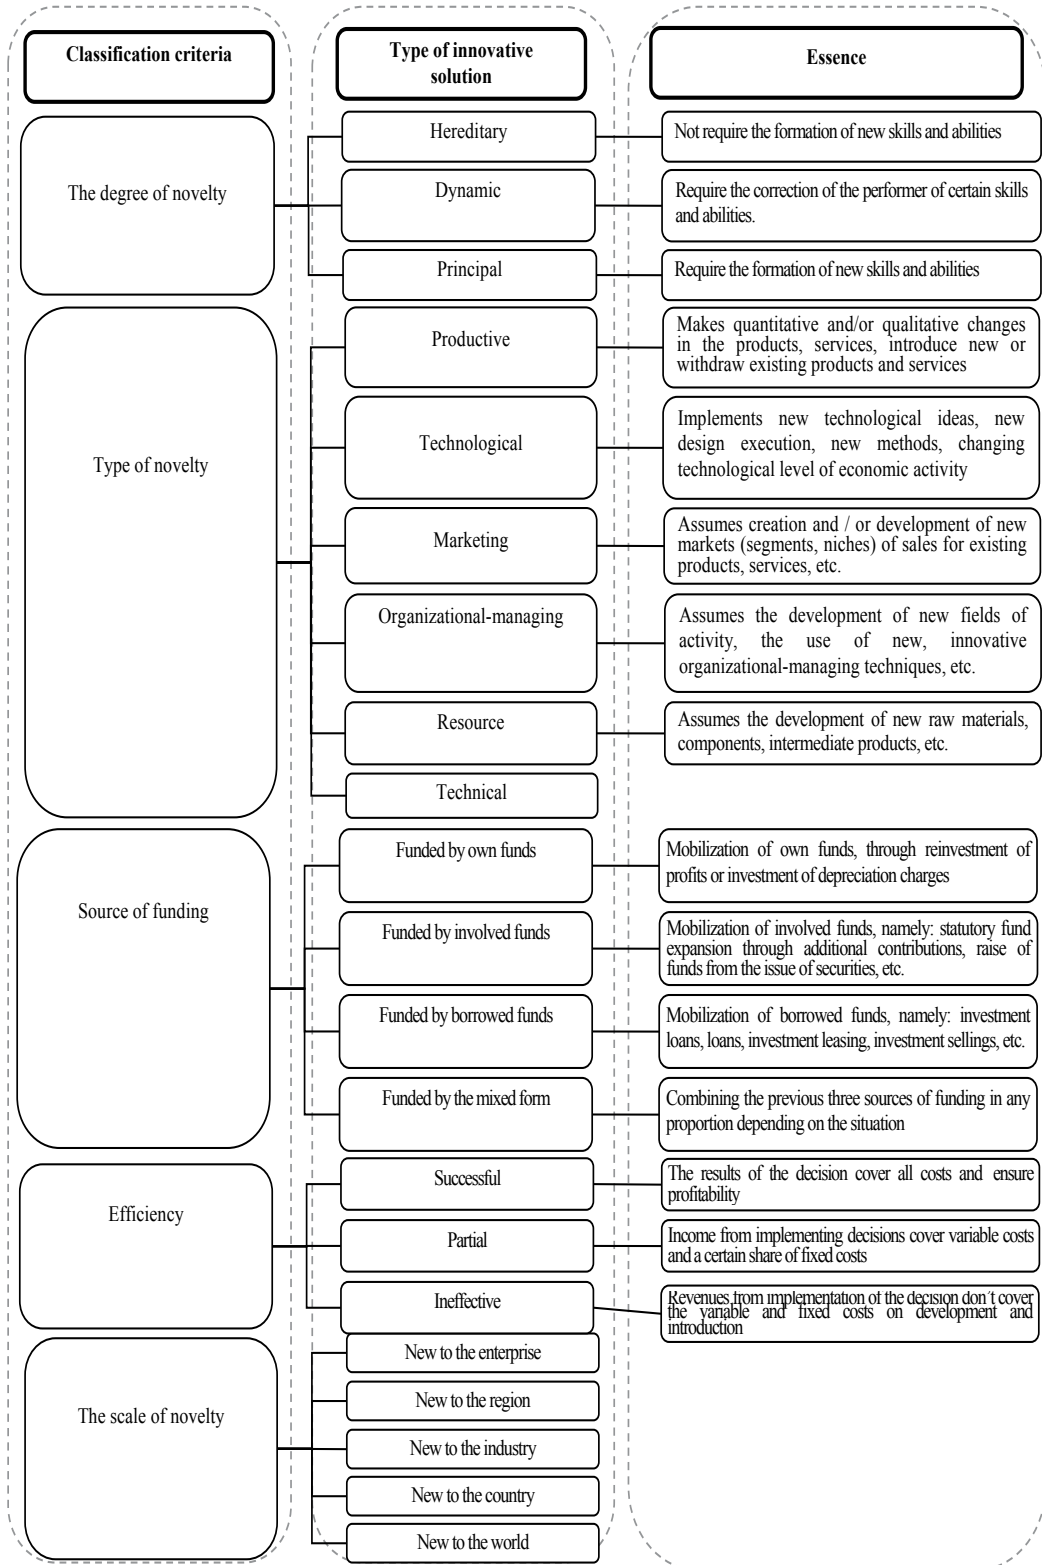 Classification criteria
Type of innovative
solution
Essence
The degree of novelty
Hereditary
Not require the formation of new skills and abilities
Dynamic
Require the correction of the performer of certain skills
and abilities.
Principal
Require the formation of new skills and abilities
Type of novelty
Productive
Makes quantitative and/or qualitative changes
in the products, services, introduce new or
withdraw existing products and services
Technological
Implements new technological ideas, new
design execution, new methods, changing
technological level of economic activity
Marketing
Assumes creation and / or development of new
markets (segments, niches) of sales for existing
products, services, etc.
Organizational-managing
Assumes the development of new fields of
activity, the use of new, innovative
organizational-managing techniques, etc.
Resource
Assumes the development of new raw materials,
components, intermediate products, etc.
Technical
Source of funding
Funded by own funds
Mobilization of own funds, through reinvestment of
profits or investment of depreciation charges
Funded by involved funds
Mobilization of involved funds, namely: statutory fund
expansion through additional contributions, raise of
funds from the issue of securities, etc.
Funded by borrowed funds
Mobilization of borrowed funds, namely: investment
loans, loans, investment leasing, investment sellings, etc.
Funded by the mixed form
Combining the previous three sources of funding in any
proportion depending on the situation
Efficiency
Successful
The results of the decision cover all costs and ensure
profitability
Partial
Income from implementing decisions cover variable costs
and a certain share of fixed costs
Ineffective
Revenues from implementation of the decision don´t cover
the variable and fixed costs on development and
introduction
The scale of novelty
New to the enterprise
New to the region
New to the industry
New to the country
New to the world